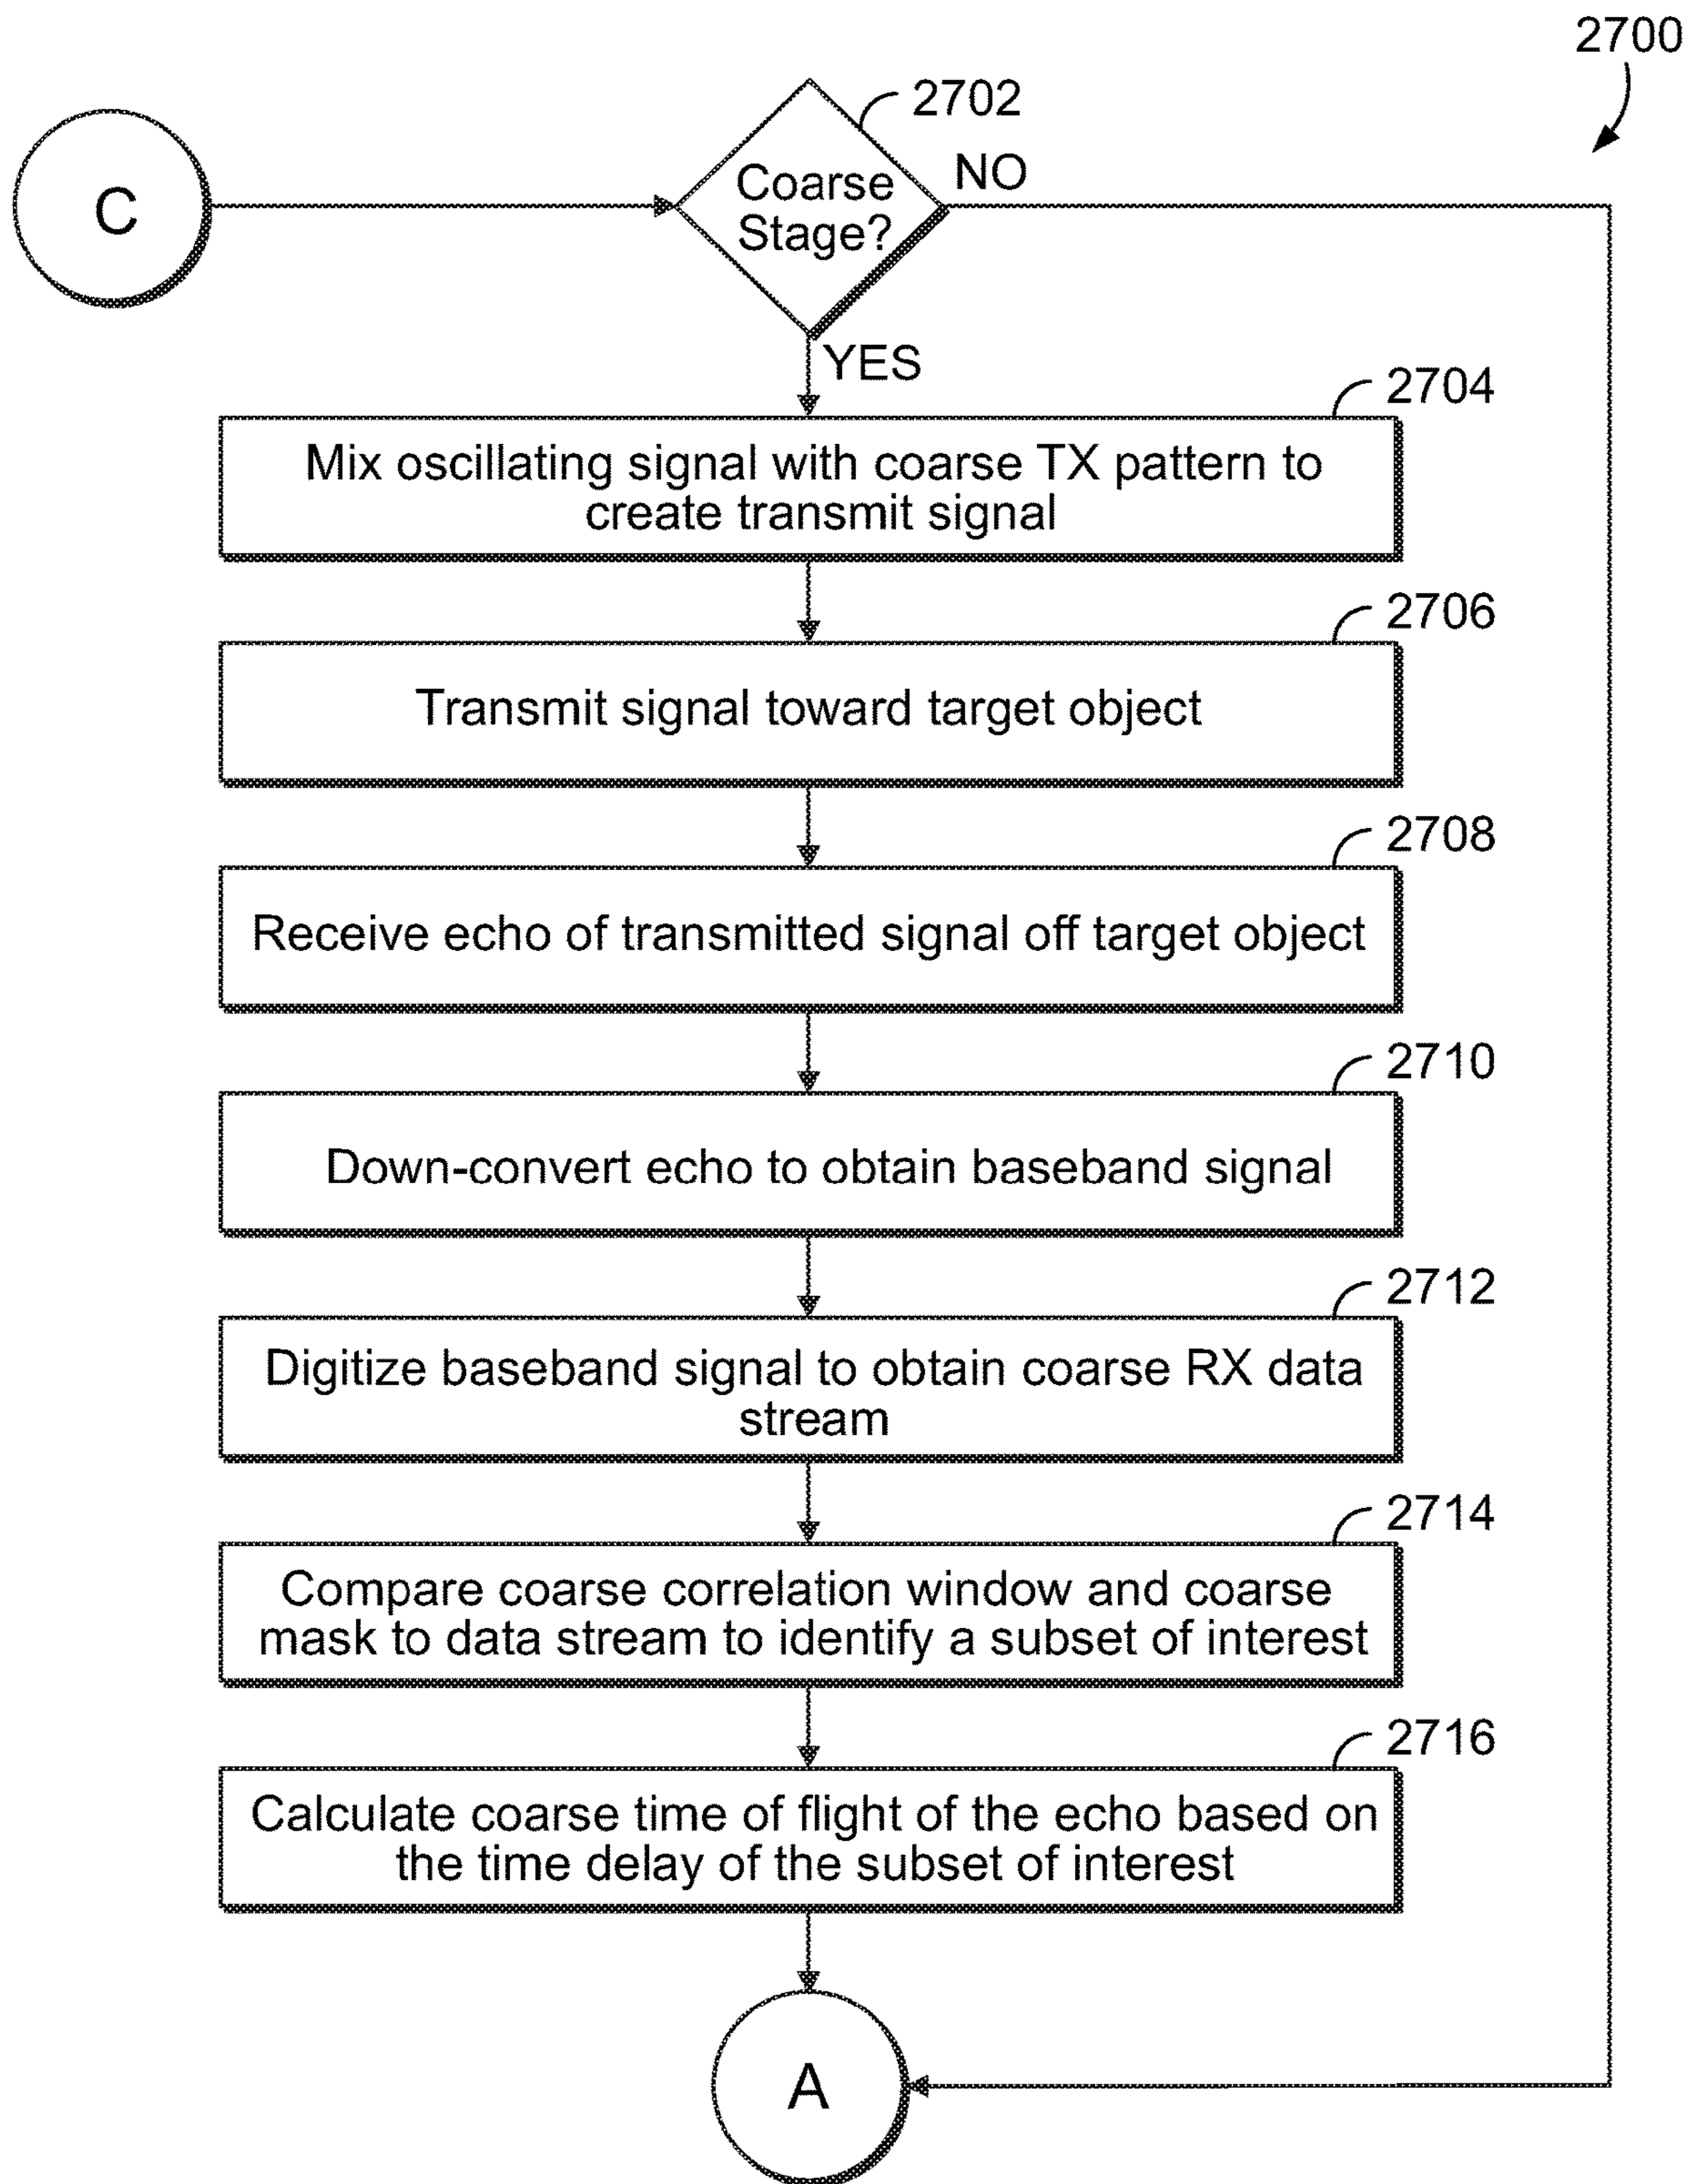 2700
2702
C
Coarse
Stage?
NO
YES
2704
Mix oscillating signal with coarse TX pattern to
create transmit signal
2706
Transmit signal toward target object
2708
Receive echo of transmitted signal off target object
2710
Down-convert echo to obtain baseband signal
2712
Digitize baseband signal to obtain coarse RX data
stream
2714
Compare coarse correlation window and coarse
mask to data stream to identify a subset of interest
2716
Calculate coarse time of flight of the echo based on
the time delay of the subset of interest
A